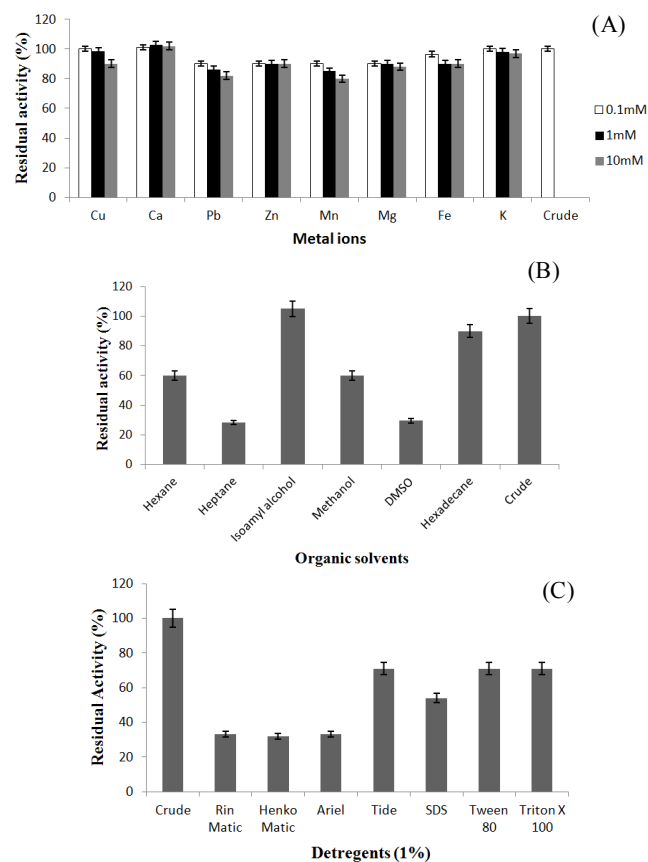 (A)
Residual activity (%)
120
100
80
60
40
20
0
Cu Ca Pb Zn Mn Mg Fe K Crude
Metal ions
0.1mM
1mM
10mM
(B)
Residual activity (%)
120
100
80
60
40
20
0
Hexane Heptane Isoamyl alcohol Methanol DMSO Hexadecane Crude
Organic solvents
(C)
Residual Activity (%)
120
100
80
60
40
20
0
Crude Rin Matic Henko Matic Ariel Tide SDS Tween 80 Triton X 100
Detregents (1%)